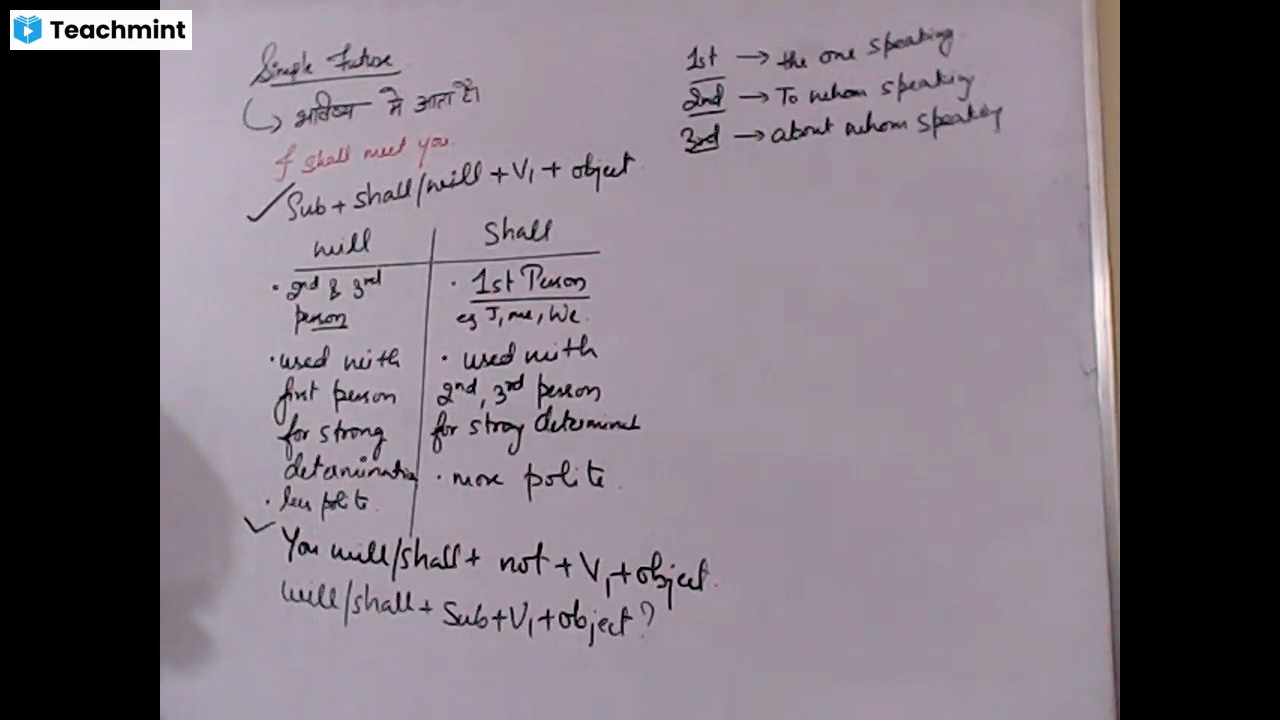 Teachmint
Simple Future
भविष्य मे आता है।
I shall meet you.
Sub + shall/will + V1 + object
will
Shall
• 2nd & 3rd
person
• used with
first person
for strong
determination
• less polite.
• 1st Person
eg I, me, We.
• used with
2nd, 3rd person
for strong
• more polite.
You will/shall + not + V1 + object.
will/shall + Sub + V1 + object?
1st → the one speaking
2nd → To whom speaking
3rd → about whom speaking